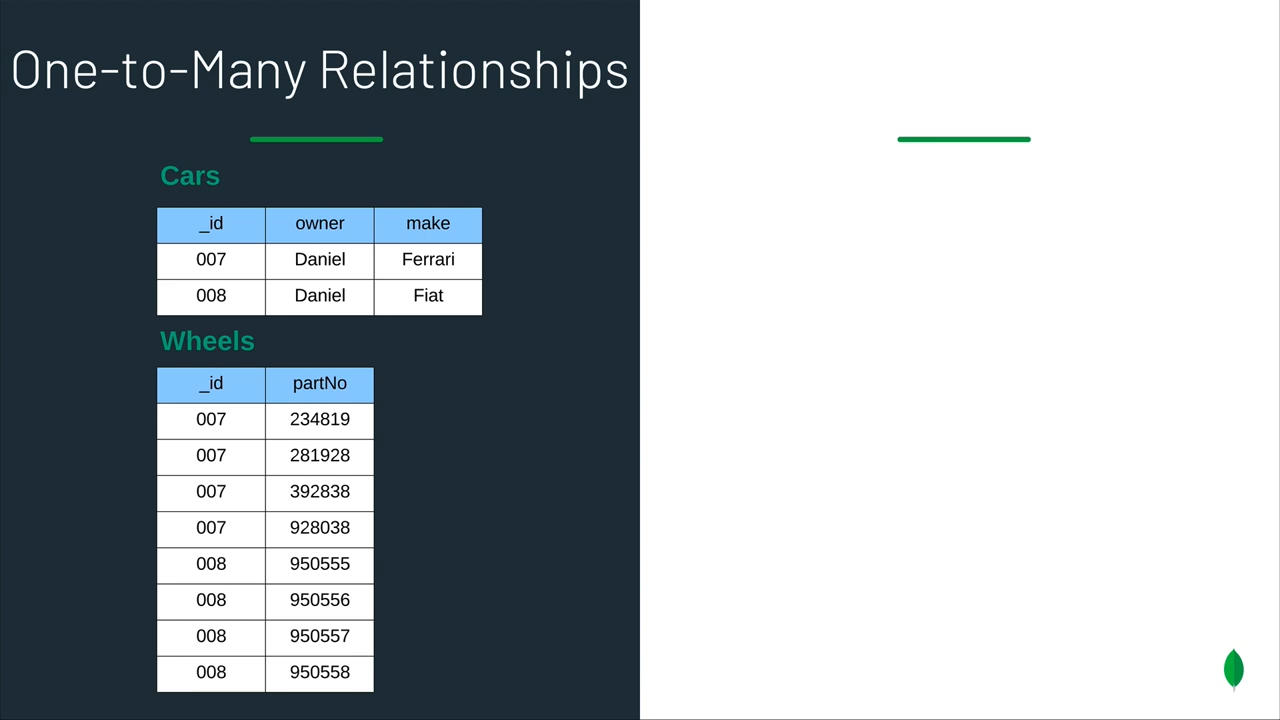 One-to-Many Relationships
Cars
_id owner make
007 Daniel Ferrari
008 Daniel Fiat
Wheels
_id partNo
007 234819
007 281928
007 392838
007 928038
008 950555
008 950556
008 950557
008 950558